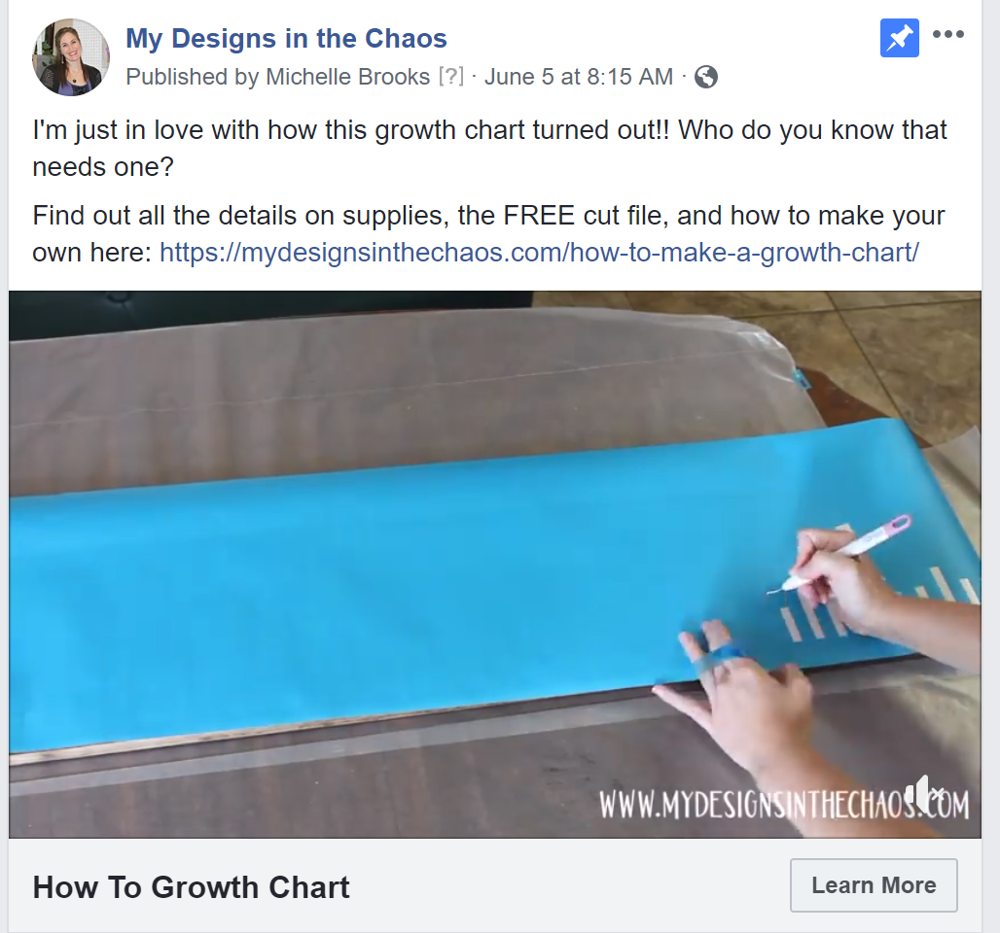 My Designs in the Chaos
Published by Michelle Brooks [?] · June 5 at 8:15 AM ·
I'm just in love with how this growth chart turned out!! Who do you know that
needs one?
Find out all the details on supplies, the FREE cut file, and how to make your
own here: https://mydesignsinthechaos.com/how-to-make-a-growth-chart/
WWW.MYDESIGNSINTHECHAOS.COM
How To Growth Chart
Learn More